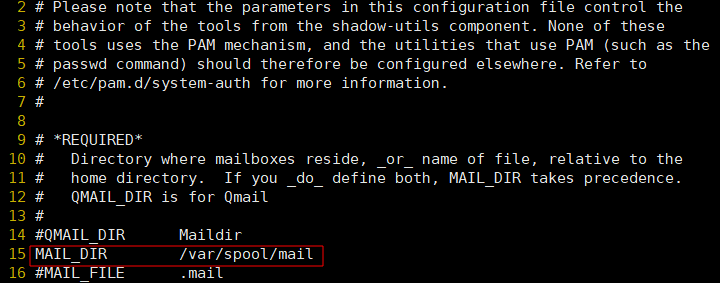 2 # Please note that the parameters in this configuration file control the
3 # behavior of the tools from the shadow-utils component. None of these
4 # tools uses the PAM mechanism, and the utilities that use PAM (such as the
5 # passwd command) should therefore be configured elsewhere. Refer to
6 # /etc/pam.d/system-auth for more information.
7 #
8
9 # *REQUIRED*
10 #   Directory where mailboxes reside, _or_ name of file, relative to the
11 #   home directory.  If you _do_ define both, MAIL_DIR takes precedence.
12 #   QMAIL_DIR is for Qmail
13 #
14 #QMAIL_DIR      Maildir
15 MAIL_DIR        /var/spool/mail
16 #MAIL_FILE      .mail